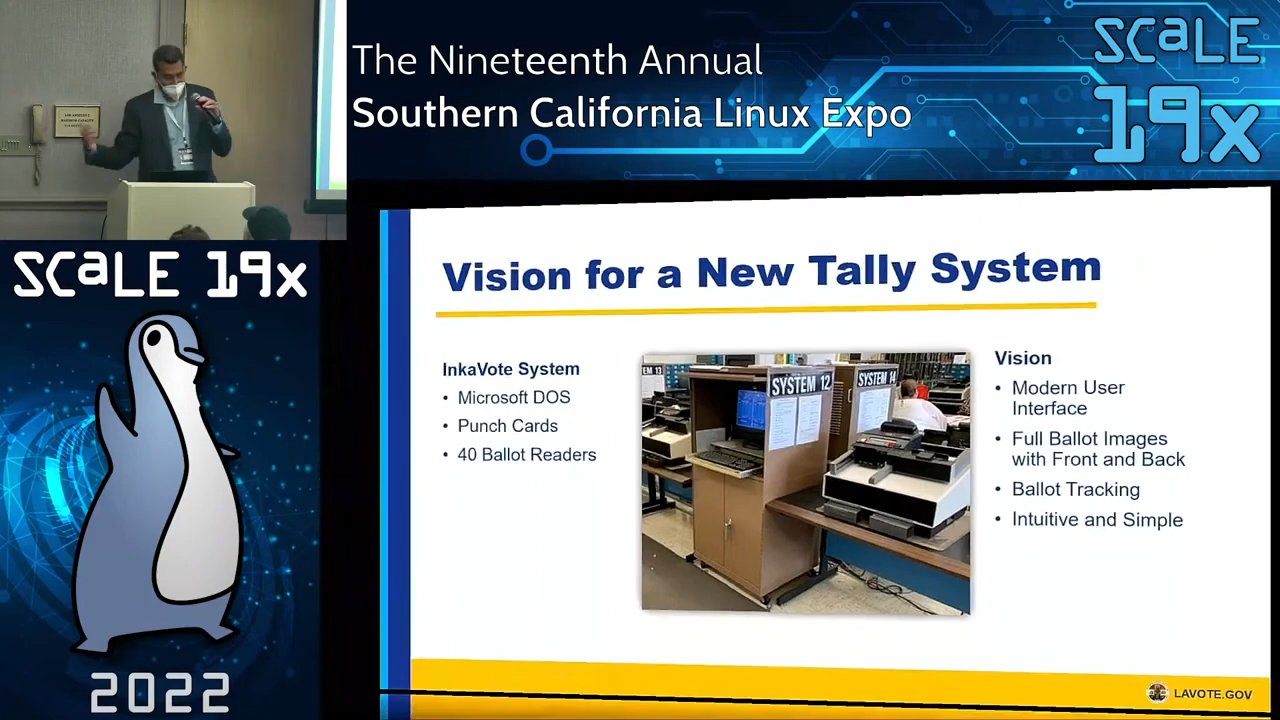 The Nineteenth Annual
Southern California Linux Expo
SCaLE
19x
SCaLE 19x
2022
Vision for a New Tally System
InkaVote System
• Microsoft DOS
• Punch Cards
• 40 Ballot Readers
EM 13
SYSTEM 12
SYSTEM 14
Vision
• Modern User
Interface
• Full Ballot Images
with Front and Back
• Ballot Tracking
• Intuitive and Simple
LAVOTE.GOV